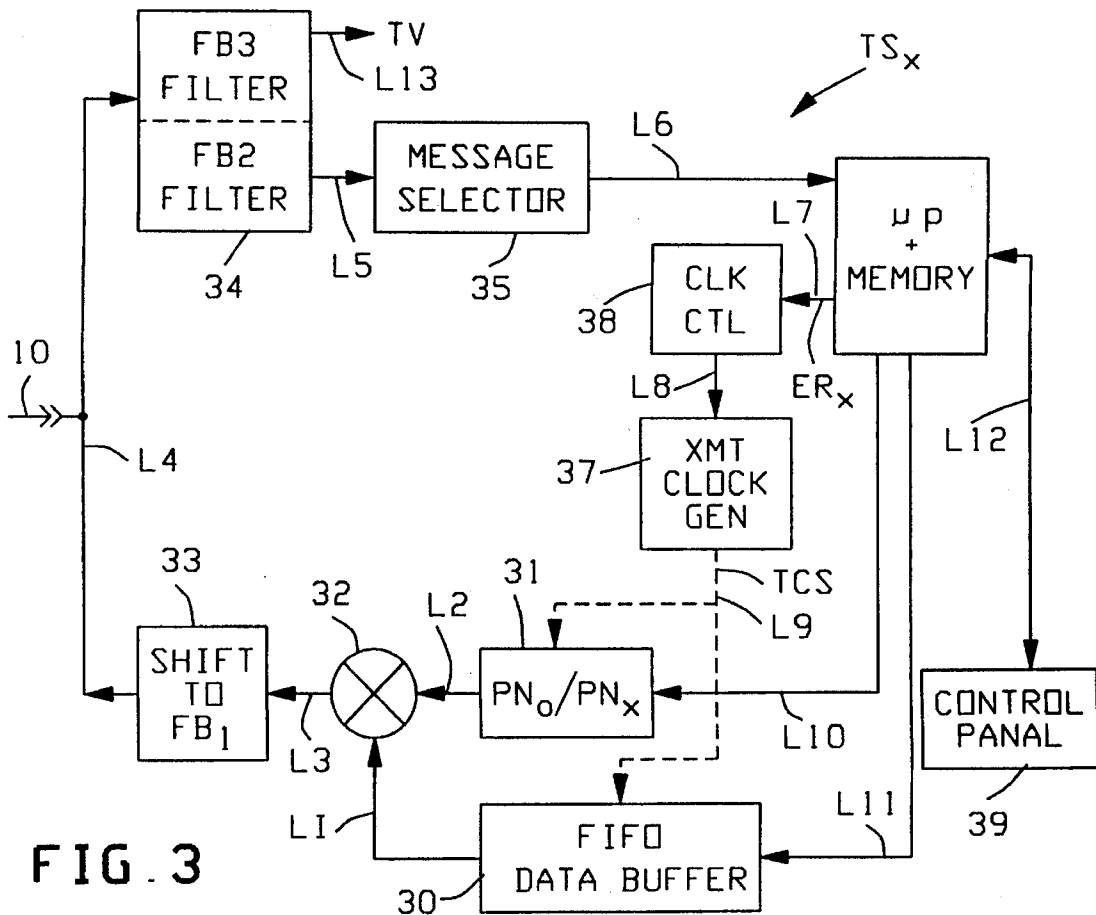 FB3
FILTER
FB2
FILTER
34
TV
L13
TSx
L5
MESSAGE
SELECTOR
35
L6
μp
+
MEMORY
L7
38
CLK
CTL
ERx
L8
10
L4
37
XMT
CLOCK
GEN
L12
TCS
L9
33
SHIFT
TO
FB1
32
L3
L2
31
PNo/PNx
L10
CONTROL
PANAL
39
LI
L11
FIFO
DATA BUFFER
30
FIG.3